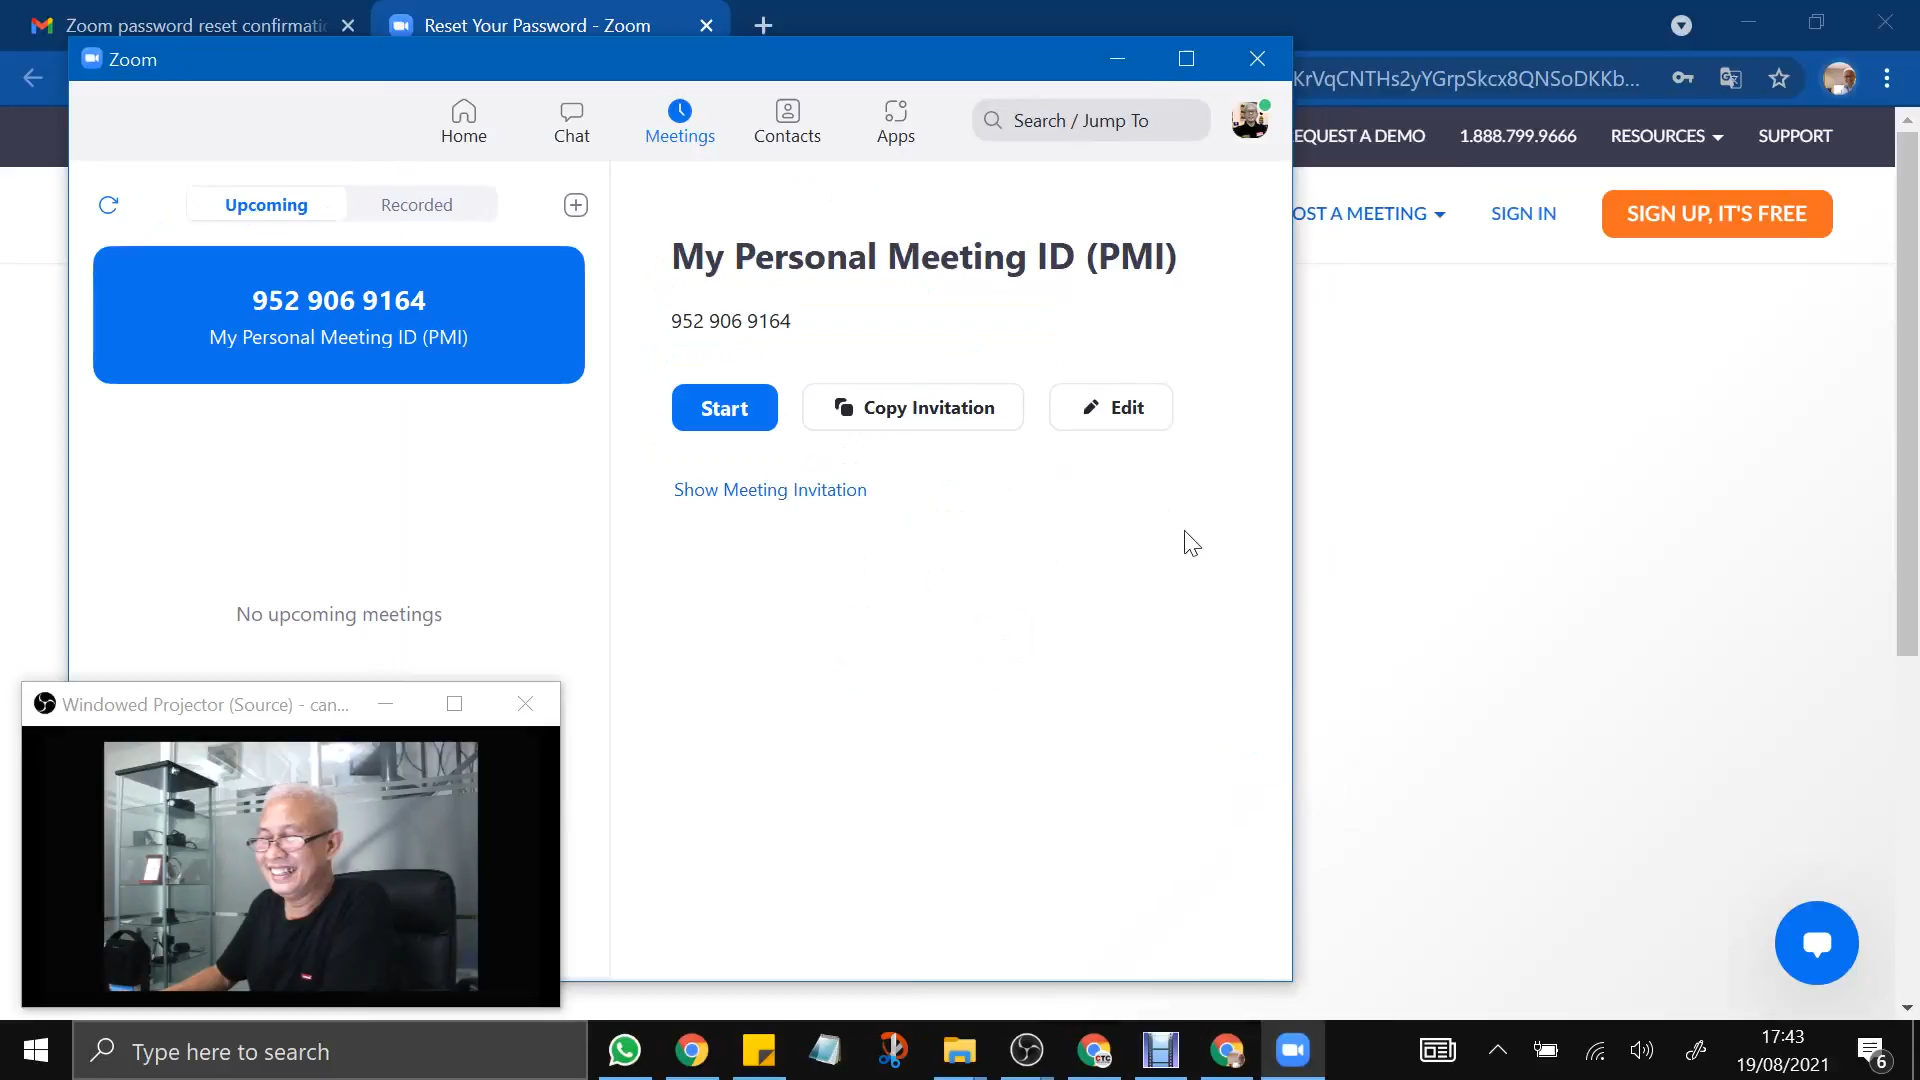 Zoom password reset confirmatic
Reset Your Password - Zoom
Zoom
KrVqCNTHs2yYGrpSkcx8QNSoDKKb...
Home
Chat
Meetings
Contacts
Apps
Search / Jump To
EQUEST A DEMO
1.888.799.9666
RESOURCES
SUPPORT
OST A MEETING
SIGN IN
SIGN UP, IT'S FREE
Upcoming
Recorded
952 906 9164
My Personal Meeting ID (PMI)
My Personal Meeting ID (PMI)
952 906 9164
Start
Copy Invitation
Edit
Show Meeting Invitation
No upcoming meetings
Windowed Projector (Source) - can...
Type here to search
CTC
17:43
19/08/2021
6